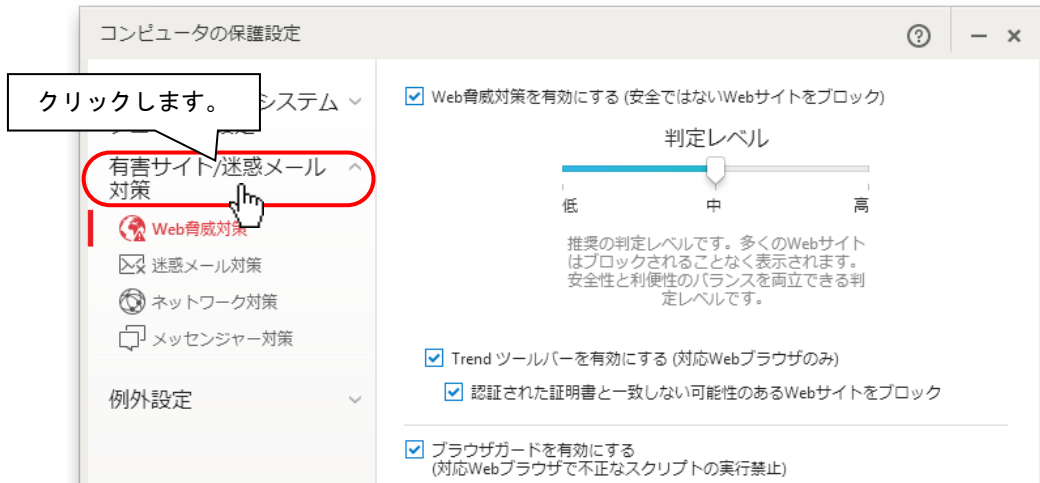 コンピュータの保護設定
クリックします。
システム
有害サイト/迷惑メール
対策
Web脅威対策
迷惑メール対策
ネットワーク対策
メッセンジャー対策
例外設定
Web脅威対策を有効にする (安全ではないWebサイトをブロック)
判定レベル
低
中
高
推奨の判定レベルです。多くのWebサイト
はブロックされることなく表示されます。
安全性と利便性のバランスを両立できる判
定レベルです。
Trend ツールバーを有効にする (対応Webブラウザのみ)
認証された証明書と一致しない可能性のあるWebサイトをブロック
ブラウザガードを有効にする
(対応Webブラウザで不正なスクリプトの実行禁止)